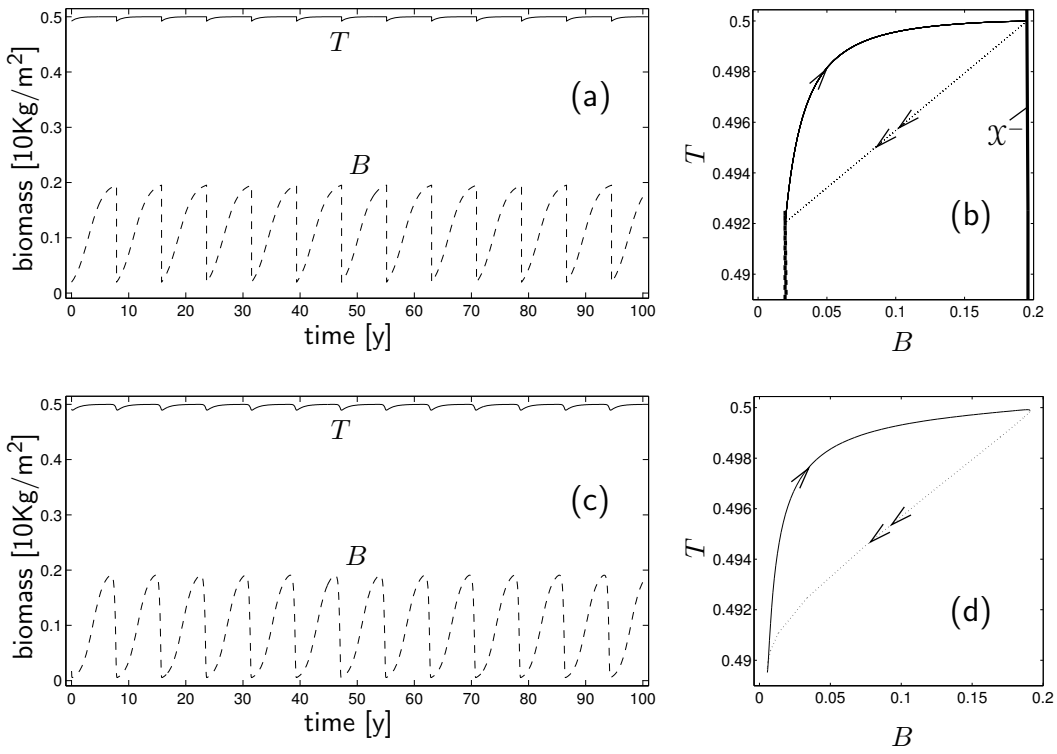 biomass [10Kg/m²]
0.5
0.4
0.3
0.2
0.1
0
T
B
(a)
0 10 20 30 40 50 60 70 80 90 100
time [y]
T
0.5
0.498
0.496
0.494
0.492
0.49
𝒳⁻
(b)
0 0.05 0.1 0.15 0.2
B
biomass [10Kg/m²]
0.5
0.4
0.3
0.2
0.1
0
T
B
(c)
0 10 20 30 40 50 60 70 80 90 100
time [y]
T
0.5
0.498
0.496
0.494
0.492
0.49
(d)
0 0.05 0.1 0.15 0.2
B